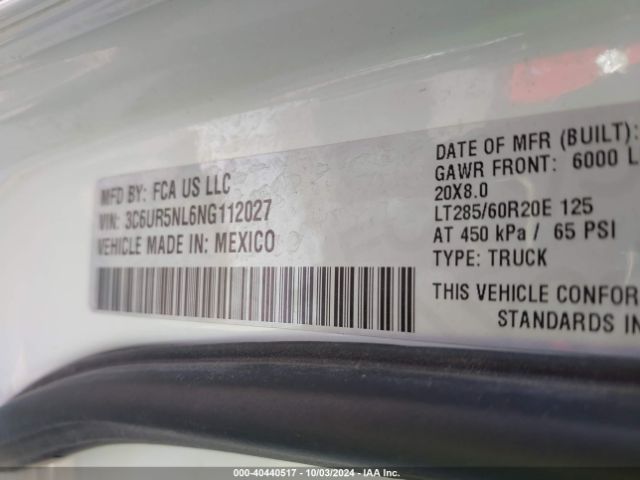 MFD BY: FCA US LLC
VIN: 3C6UR5NL6NG112027
VEHICLE MADE IN: MEXICO
DATE OF MFR (BUILT):
GAWR FRONT: 6000 L
20X8.0
LT285/60R20E 125
AT 450 kPa / 65 PSI
TYPE: TRUCK
THIS VEHICLE CONFOR
STANDARDS IN
000-40440517 - 10/03/2024 - IAA Inc.